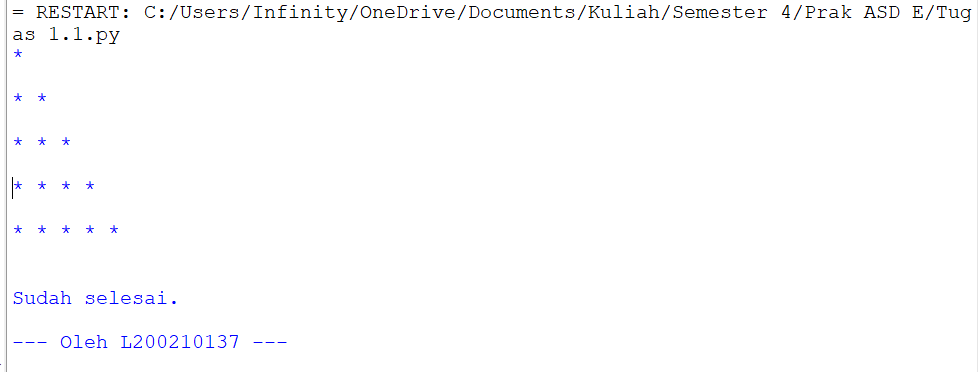 = RESTART: C:/Users/Infinity/OneDrive/Documents/Kuliah/Semester 4/Prak ASD E/Tug
as 1.1.py
*
* *
* * *
* * * *
* * * * *
Sudah selesai.
--- Oleh L200210137 ---